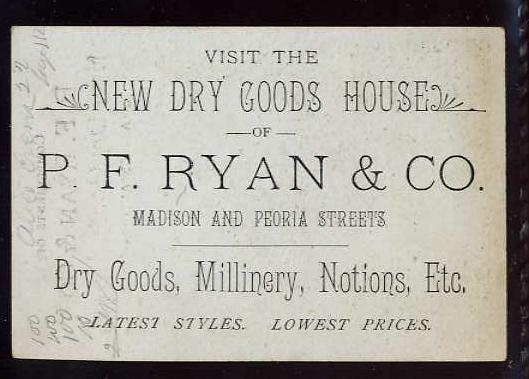 VISIT THE
NEW DRY GOODS HOUSE
OF
P. F. RYAN & CO.
MADISON AND PEORIA STREETS
Dry Goods, Millinery, Notions, Etc.
LATEST STYLES. LOWEST PRICES.